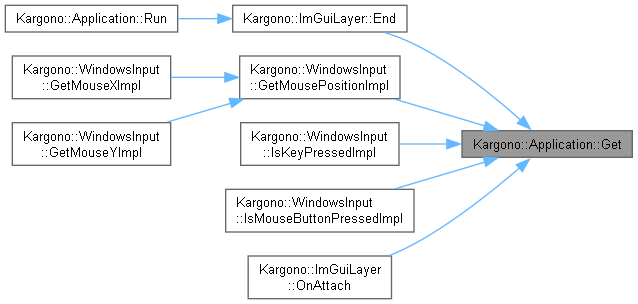 Kargono::Application::Run
Kargono::ImGuiLayer::End
Kargono::WindowsInput
::GetMouseXImpl
Kargono::WindowsInput
::GetMousePositionImpl
Kargono::WindowsInput
::GetMouseYImpl
Kargono::WindowsInput
::IsKeyPressedImpl
Kargono::Application::Get
Kargono::WindowsInput
::IsMouseButtonPressedImpl
Kargono::ImGuiLayer
::OnAttach